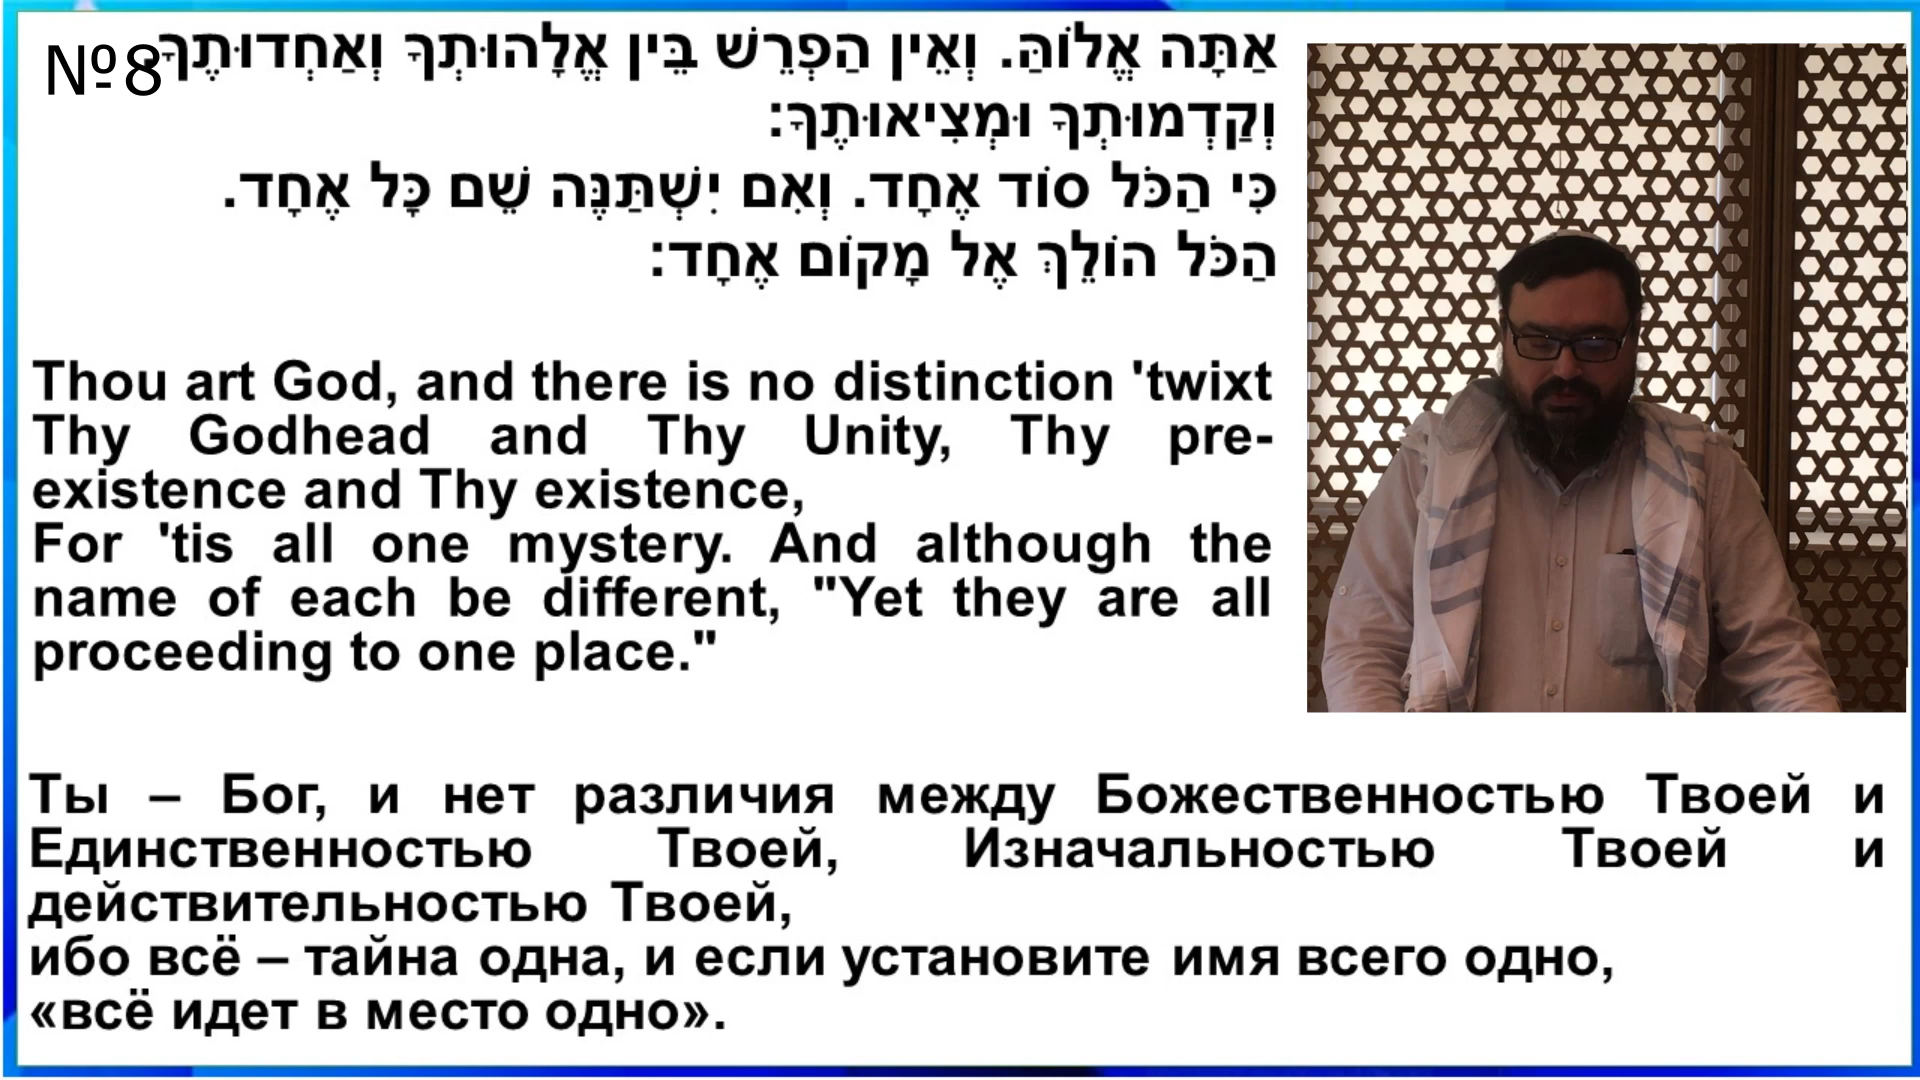 №8
אַתָּה אֱלוֹהַּ. וְאֵין הַפְרֵשׁ בֵּין אֱלָהוּתְךָ וְאַחְדוּתֶךָ
וְקַדְמוּתְךָ וּמְצִיאוּתֶךָ:
כִּי הַכֹּל סוֹד אֶחָד. וְאִם יִשְׁתַּנֶּה שֵׁם כָּל אֶחָד.
הַכֹּל הוֹלֵךְ אֶל מָקוֹם אֶחָד:
Thou art God, and there is no distinction 'twixt
Thy Godhead and Thy Unity, Thy pre-
existence and Thy existence,
For 'tis all one mystery. And although the
name of each be different, "Yet they are all
proceeding to one place."
Ты – Бог, и нет различия между Божественностью Твоей и
Единственностью Твоей, Изначальностью Твоей и
действительностью Твоей,
ибо всё – тайна одна, и если установите имя всего одно,
«всё идет в место одно».